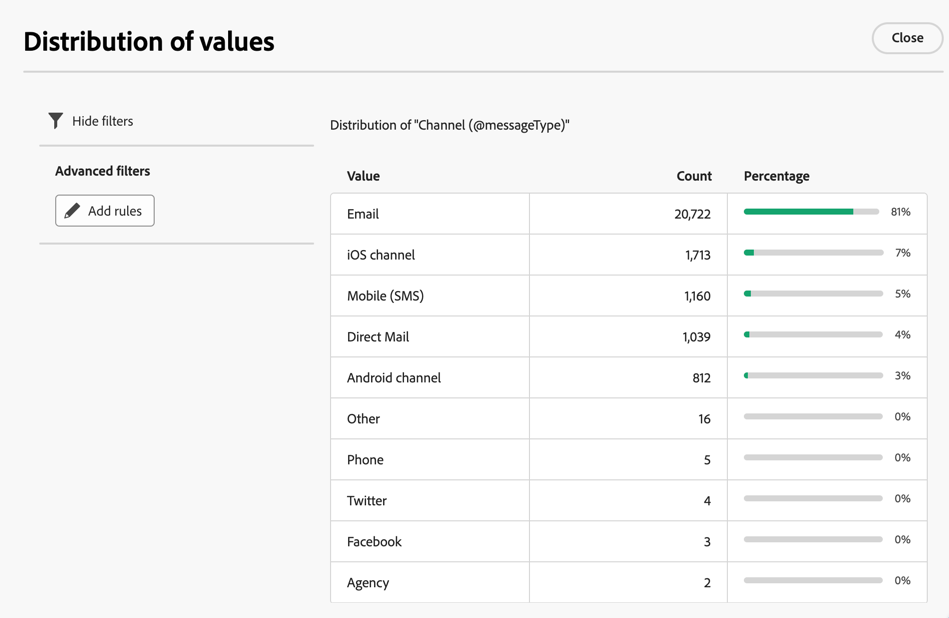 Distribution of values
Close
Hide filters
Advanced filters
Add rules
Distribution of "Channel (@messageType)"
Value Count Percentage
Email 20,722 81%
iOS channel 1,713 7%
Mobile (SMS) 1,160 5%
Direct Mail 1,039 4%
Android channel 812 3%
Other 16 0%
Phone 5 0%
Twitter 4 0%
Facebook 3 0%
Agency 2 0%